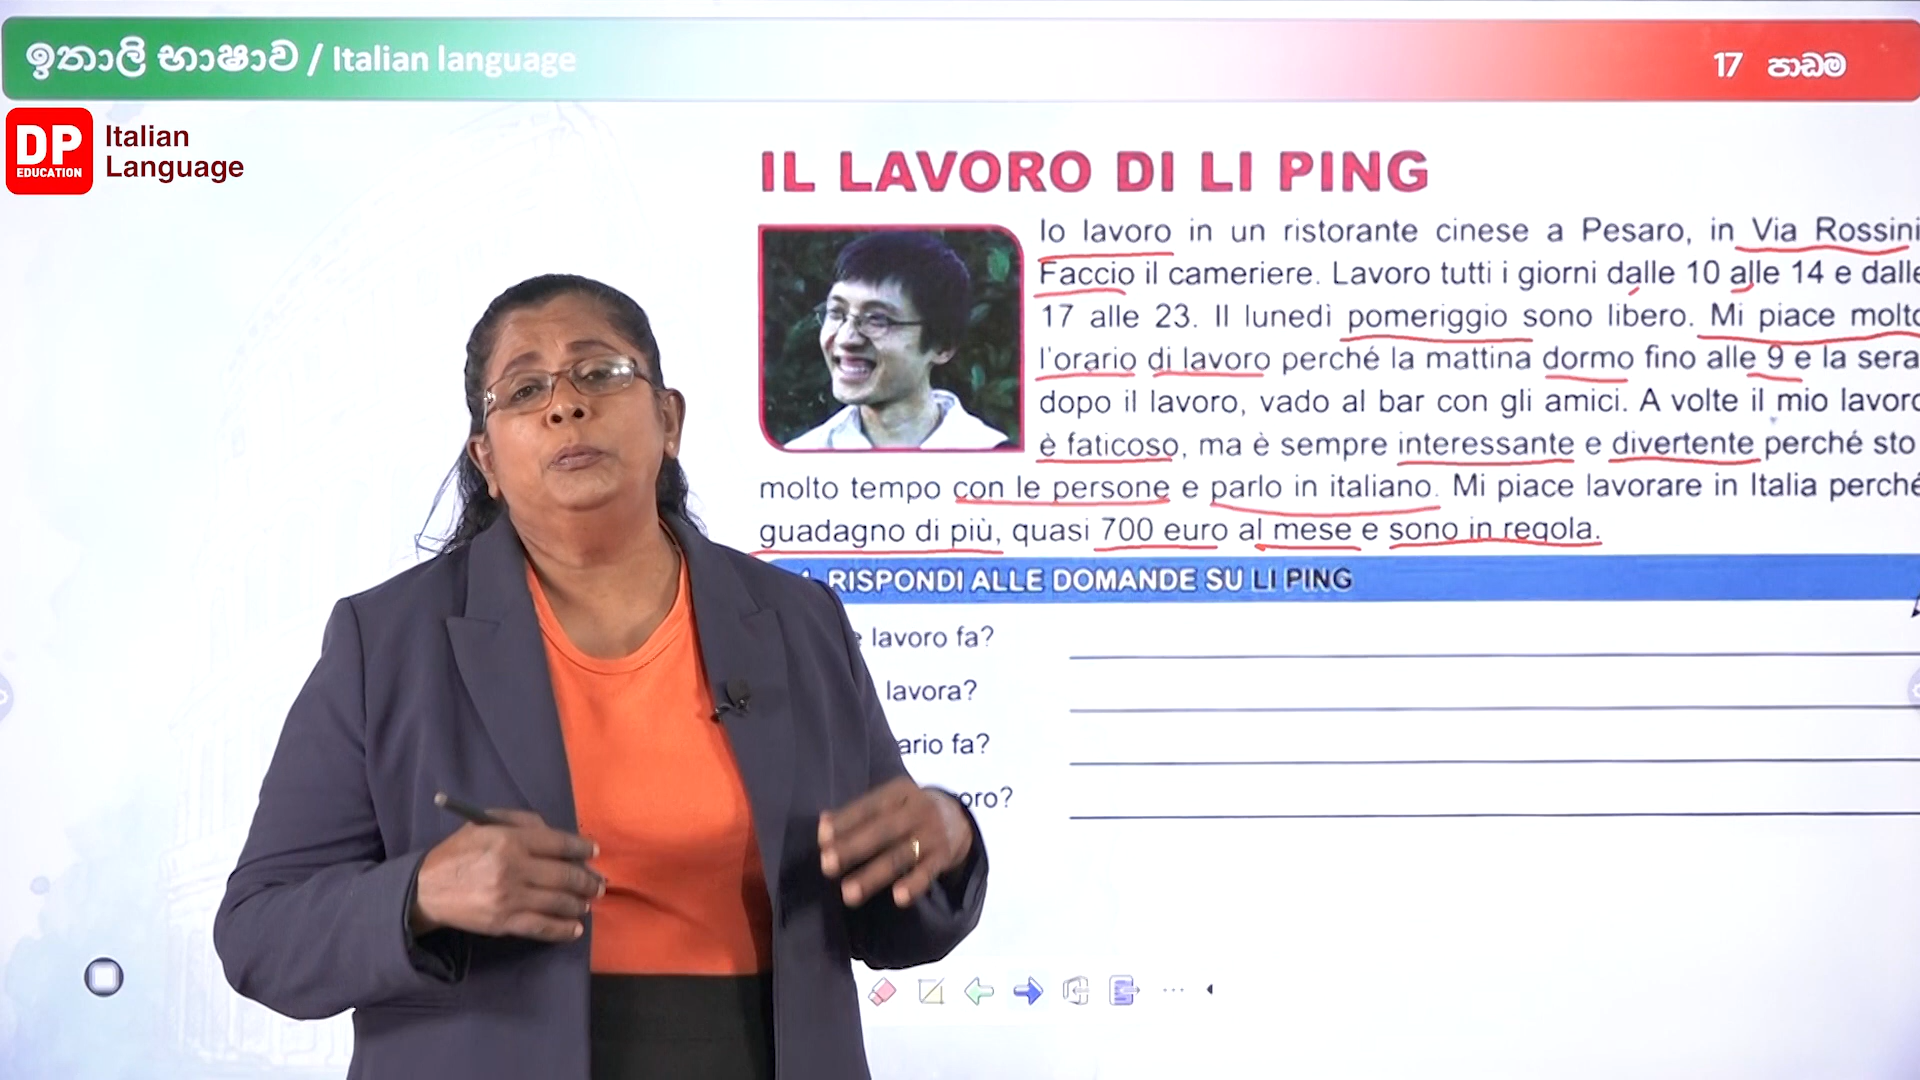 ඉතාලි භාෂාව / Italian language
17 පාඩම
DP
EDUCATION
Italian
Language
IL LAVORO DI LI PING
Io lavoro in un ristorante cinese a Pesaro, in Via Rossini
Faccio il cameriere. Lavoro tutti i giorni dalle 10 alle 14 e dalle
17 alle 23. Il lunedì pomeriggio sono libero. Mi piace molto
l'orario di lavoro perché la mattina dormo fino alle 9 e la sera
dopo il lavoro, vado al bar con gli amici. A volte il mio lavoro
è faticoso, ma è sempre interessante e divertente perché sto
molto tempo con le persone e parlo in italiano. Mi piace lavorare in Italia perché
guadagno di più, quasi 700 euro al mese e sono in regola.
RISPONDI ALLE DOMANDE SU LI PING
lavoro fa?
lavora?
ario fa?
oro?